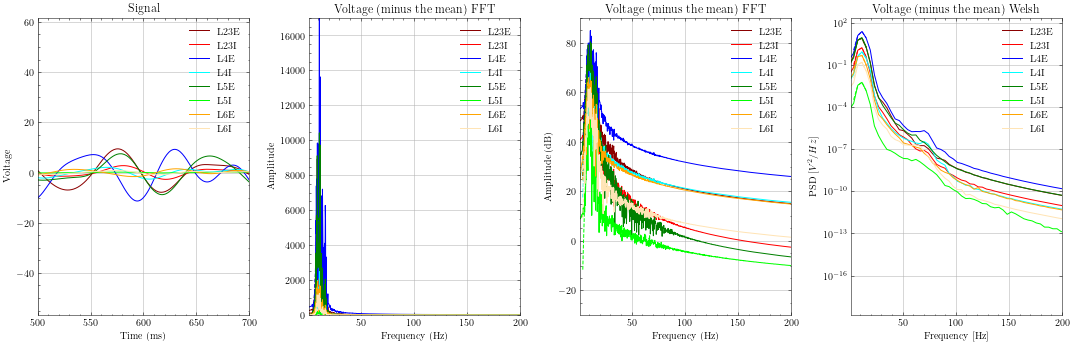 Signal
60
40
20
0
−20
−40
500
550
600
650
700
Voltage
Time (ms)
L23E
L23I
L4E
L4I
L5E
L5I
L6E
L6I
Voltage (minus the mean) FFT
16000
14000
12000
10000
8000
6000
4000
2000
0
50
100
150
200
Amplitude
Frequency (Hz)
L23E
L23I
L4E
L4I
L5E
L5I
L6E
L6I
Voltage (minus the mean) FFT
80
60
40
20
0
−20
50
100
150
200
Amplitude (dB)
Frequency (Hz)
L23E
L23I
L4E
L4I
L5E
L5I
L6E
L6I
Voltage (minus the mean) Welsh
10²
10⁻¹
10⁻⁴
10⁻⁷
10⁻¹⁰
10⁻¹³
10⁻¹⁶
50
100
150
200
PSD [V²/Hz]
Frequency [Hz]
L23E
L23I
L4E
L4I
L5E
L5I
L6E
L6I